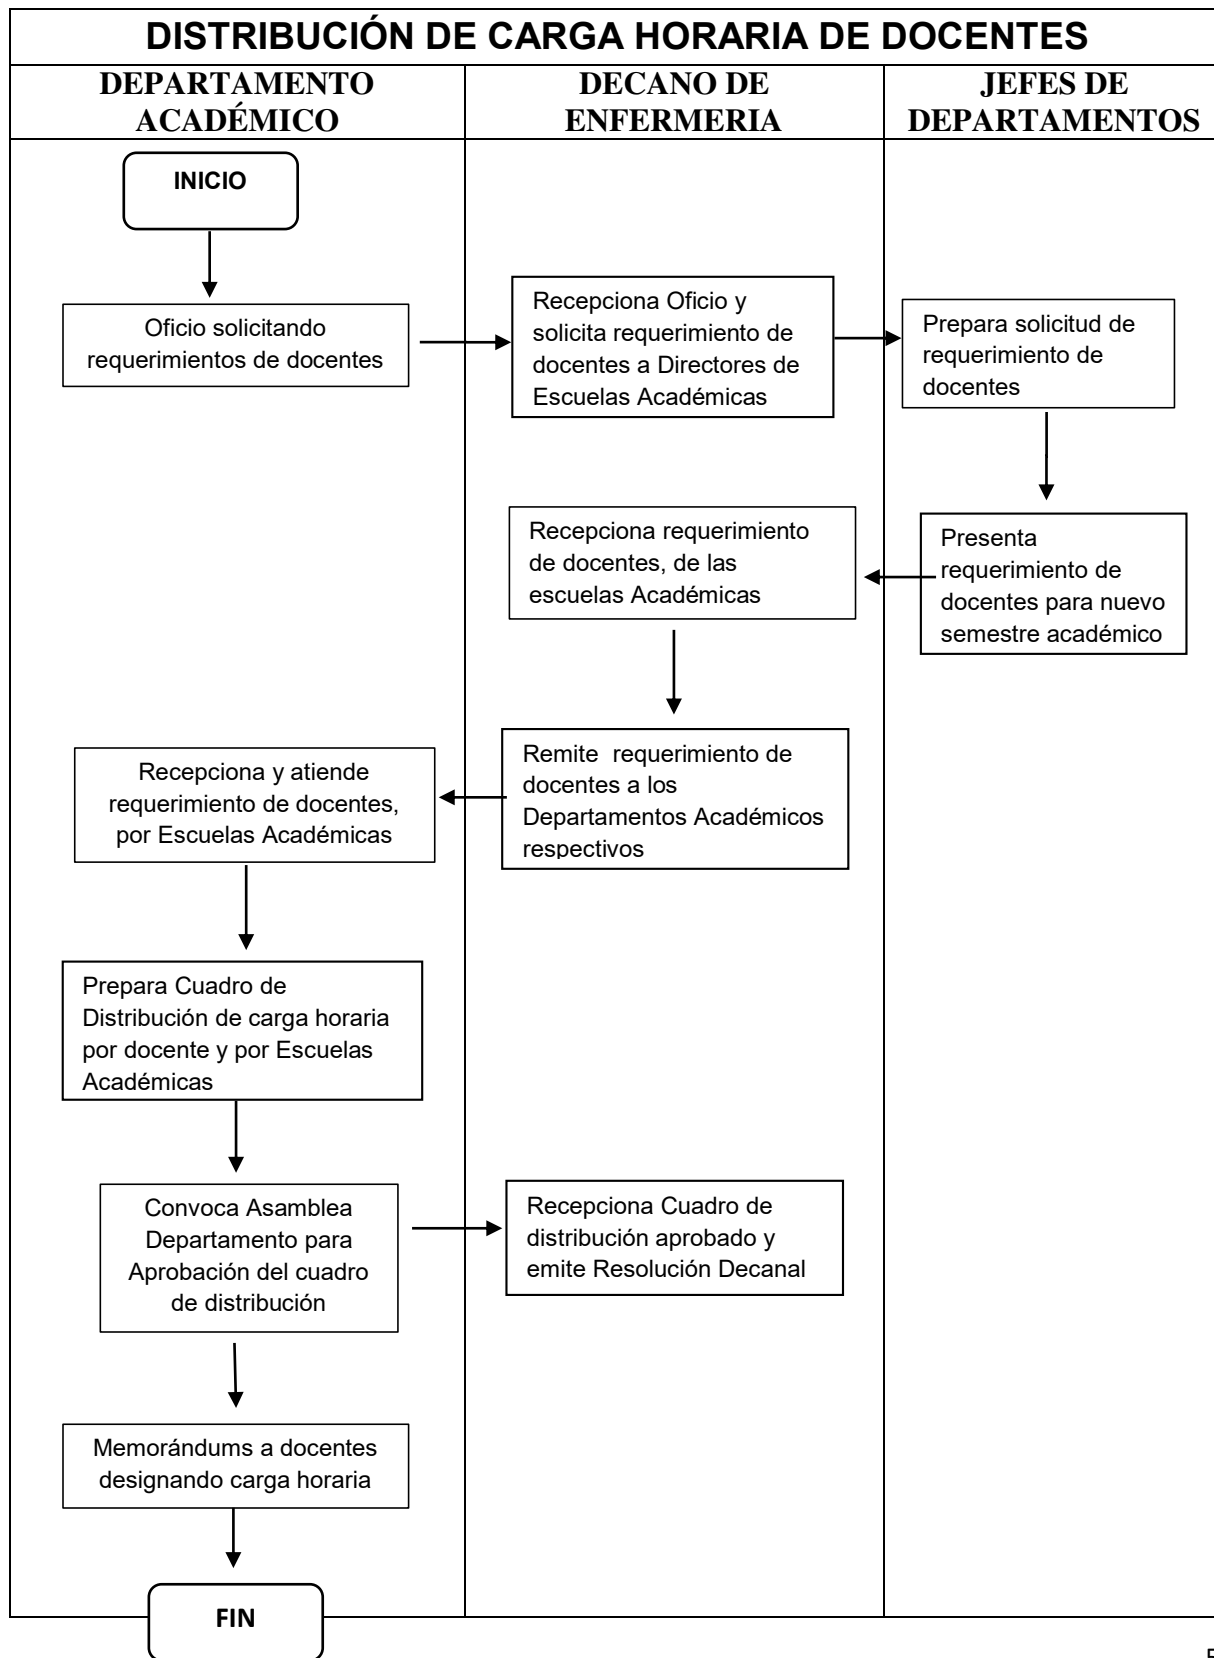 DISTRIBUCIÓN DE CARGA HORARIA DE DOCENTES
DEPARTAMENTO
ACADÉMICO
DECANO DE
ENFERMERIA
JEFES DE
DEPARTAMENTOS
INICIO
Oficio solicitando
requerimientos de docentes
Recepciona Oficio y
solicita requerimiento de
docentes a Directores de
Escuelas Académicas
Prepara solicitud de
requerimiento de
docentes
Recepciona requerimiento
de docentes, de las
escuelas Académicas
Presenta
requerimiento de
docentes para nuevo
semestre académico
Recepciona y atiende
requerimiento de docentes,
por Escuelas Académicas
Remite  requerimiento de
docentes a los
Departamentos Académicos
respectivos
Prepara Cuadro de
Distribución de carga horaria
por docente y por Escuelas
Académicas
Convoca Asamblea
Departamento para
Aprobación del cuadro
de distribución
Recepciona Cuadro de
distribución aprobado y
emite Resolución Decanal
Memorándums a docentes
designando carga horaria
FIN